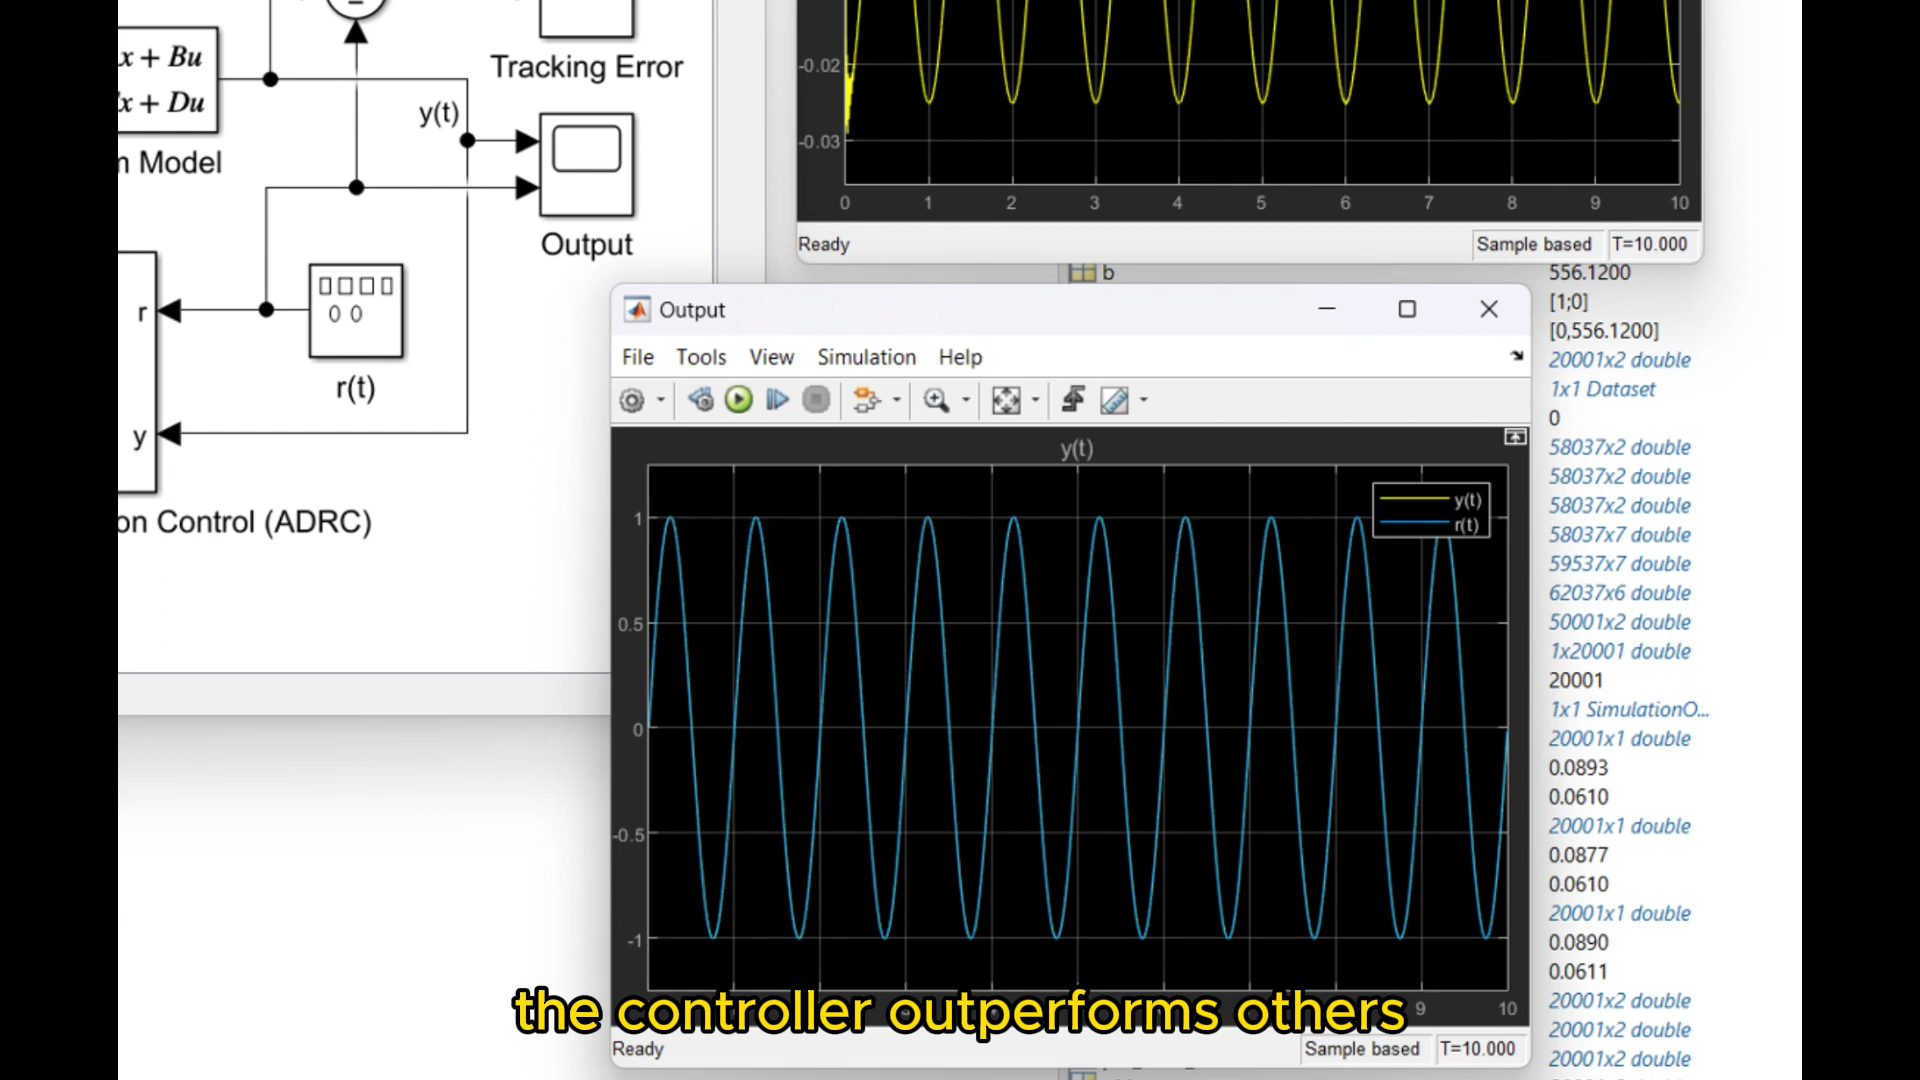 x + Bu
x + Du
m Model
Tracking Error
y(t)
Output
r
r(t)
y
on Control (ADRC)
-0.02
-0.03
0 1 2 3 4 5 6 7 8 9 10
Ready
Sample based
T=10.000
b
556.1200
[1;0]
[0,556.1200]
20001x2 double
1x1 Dataset
0
58037x2 double
58037x2 double
58037x2 double
58037x7 double
59537x7 double
62037x6 double
50001x2 double
1x20001 double
20001
1x1 SimulationO...
20001x1 double
0.0893
0.0610
20001x1 double
0.0877
0.0610
20001x1 double
0.0890
0.0611
20001x2 double
20001x2 double
20001x2 double
Output
File Tools View Simulation Help
y(t)
y(t)
r(t)
1
0.5
0
-0.5
-1
9 10
Ready
Sample based
T=10.000
the controller outperforms others